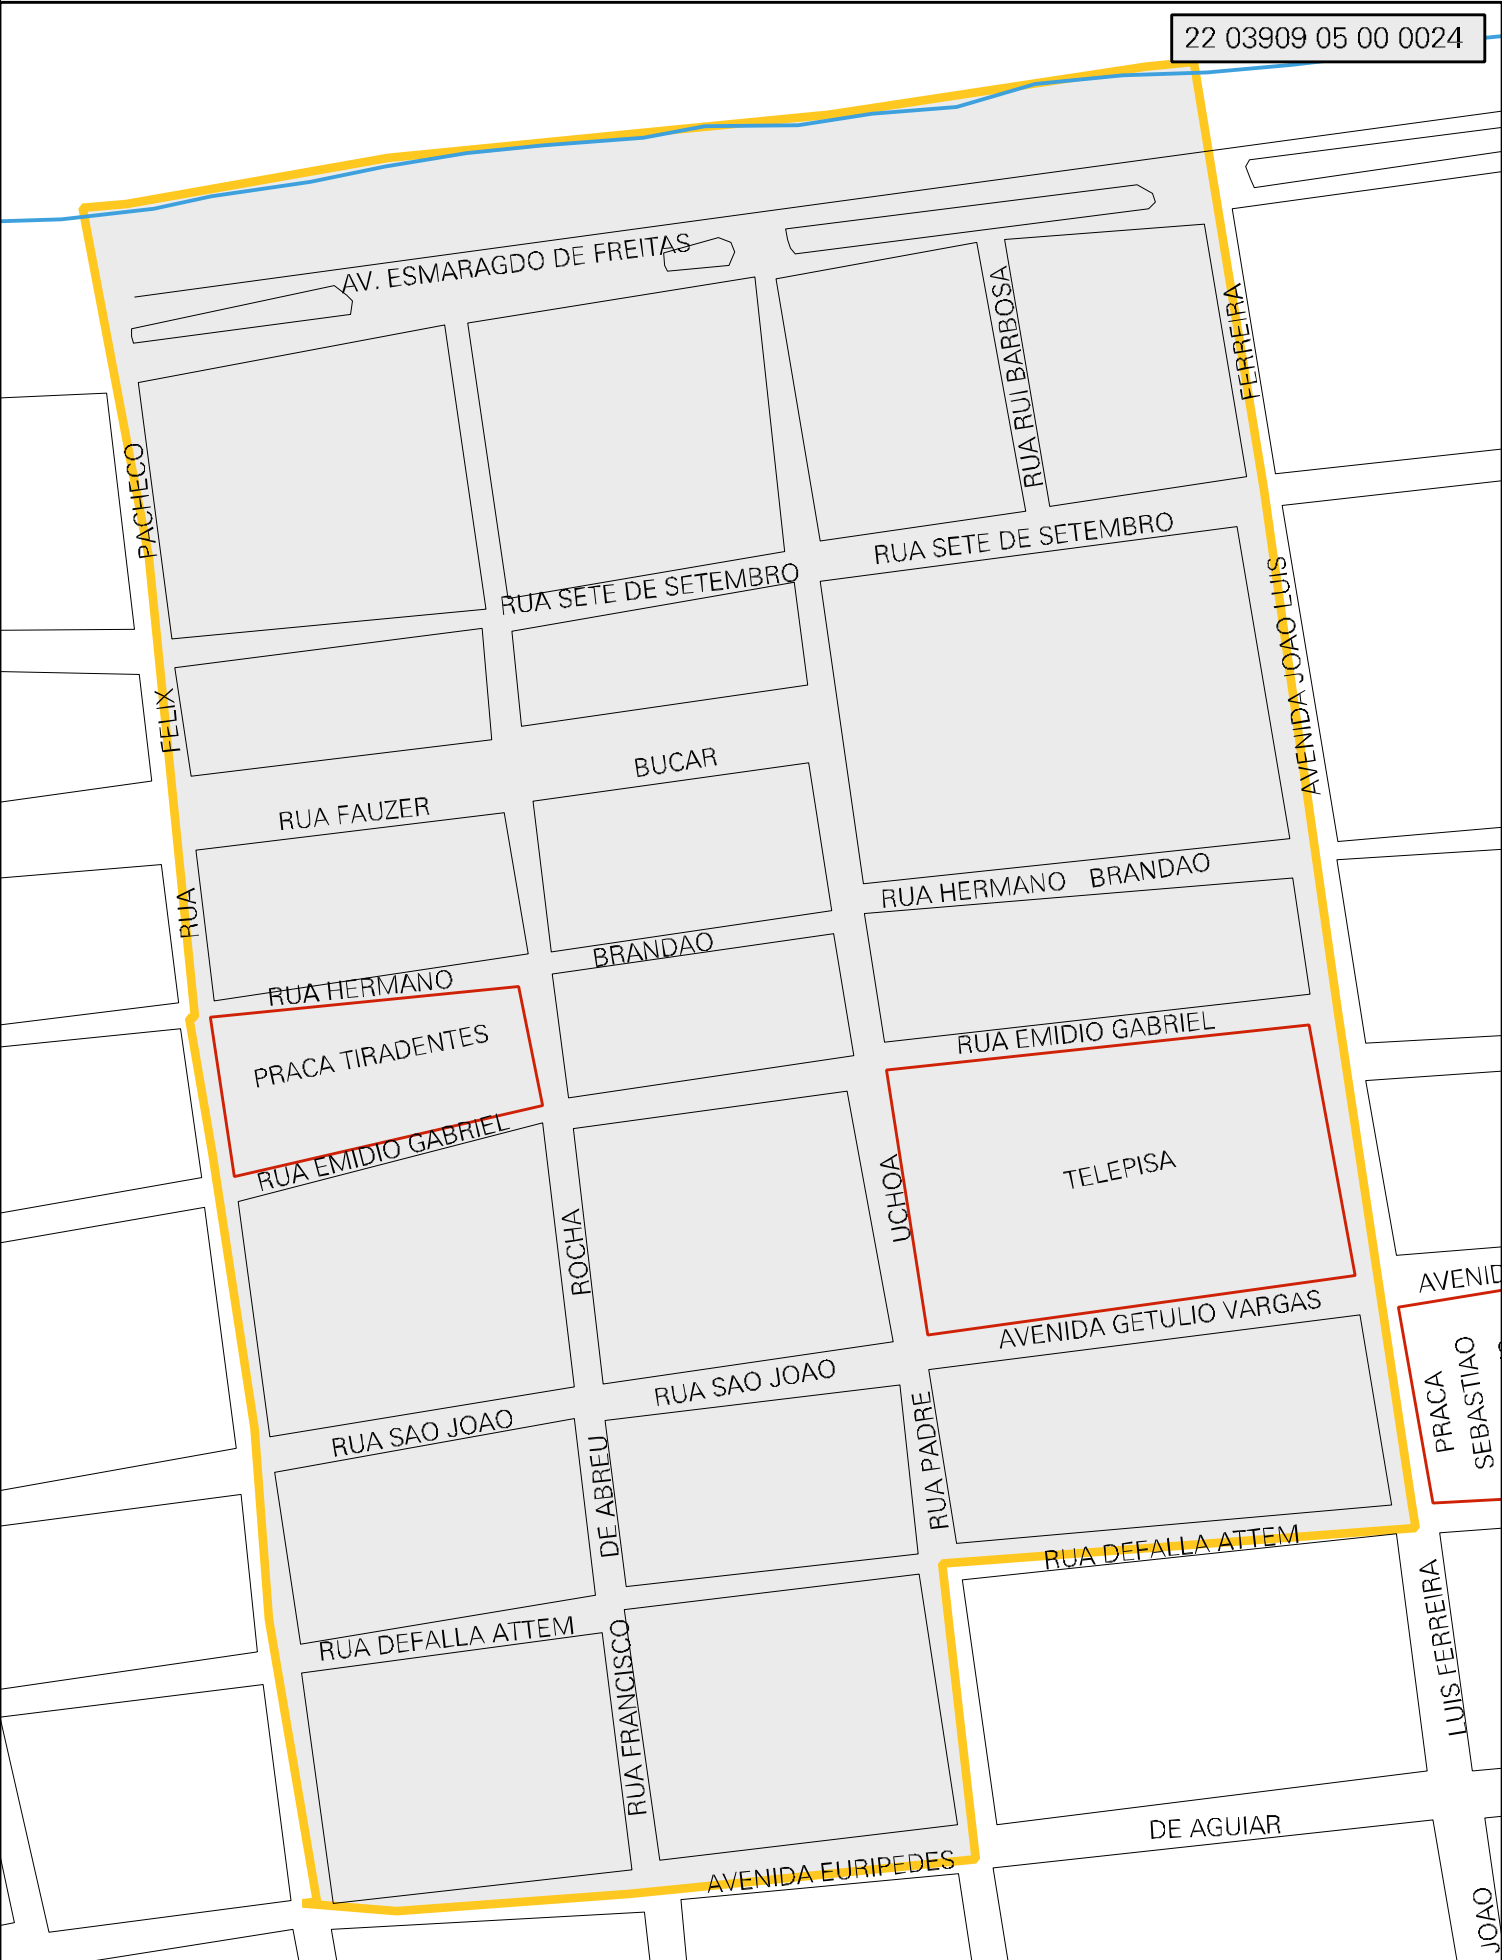 22 03909 05 00 0024
AV. ESMARAGDO DE FREITAS
RUA RUI BARBOSA
FERREIRA
PACHECO
RUA SETE DE SETEMBRO
RUA SETE DE SETEMBRO
AVENIDA JOAO LUIS
FELIX
BUCAR
RUA FAUZER
RUA HERMANO BRANDAO
RUA
BRANDAO
RUA HERMANO
PRACA TIRADENTES
RUA EMIDIO GABRIEL
RUA EMIDIO GABRIEL
TELEPISA
UCHOA
ROCHA
AVENID
AVENIDA GETULIO VARGAS
PRACA
SEBASTIAO
RUA SAO JOAO
RUA SAO JOAO
RUA PADRE
DE ABREU
RUA DEFALLA ATTEM
RUA DEFALLA ATTEM
LUIS FERREIRA
RUA FRANCISCO
DE AGUIAR
AVENIDA EURIPEDES
JOAO